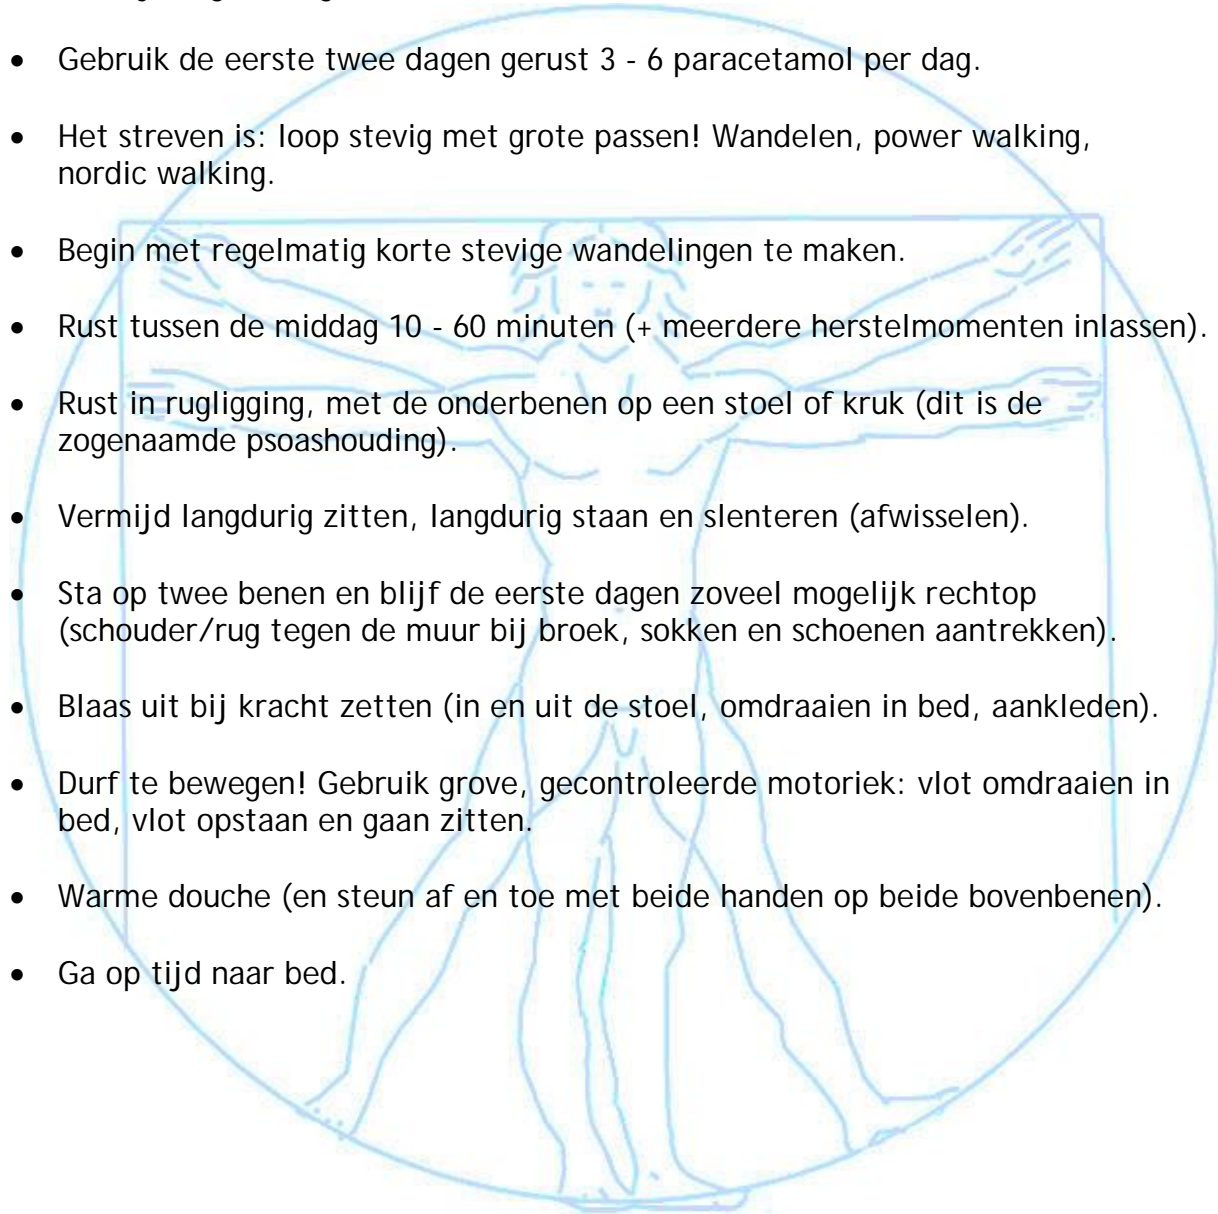 • Gebruik de eerste twee dagen gerust 3 - 6 paracetamol per dag.
• Het streven is: loop stevig met grote passen! Wandelen, power walking,
nordic walking.
• Begin met regelmatig korte stevige wandelingen te maken.
• Rust tussen de middag 10 - 60 minuten (+ meerdere herstelmomenten inlassen).
• Rust in rugligging, met de onderbenen op een stoel of kruk (dit is de
zogenaamde psoashouding).
• Vermijd langdurig zitten, langdurig staan en slenteren (afwisselen).
• Sta op twee benen en blijf de eerste dagen zoveel mogelijk rechtop
(schouder/rug tegen de muur bij broek, sokken en schoenen aantrekken).
• Blaas uit bij kracht zetten (in en uit de stoel, omdraaien in bed, aankleden).
• Durf te bewegen! Gebruik grove, gecontroleerde motoriek: vlot omdraaien in
bed, vlot opstaan en gaan zitten.
• Warme douche (en steun af en toe met beide handen op beide bovenbenen).
• Ga op tijd naar bed.